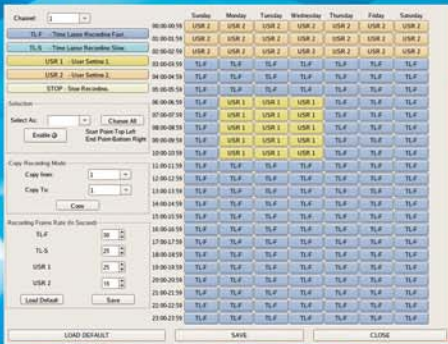 Channel: 1
TL-F - Time Lapse Recording Fast.
TL-S - Time Lapse Recording Slow.
USR 1 - User Setting 1.
USR 2 - User Setting 2.
STOP - Stop Recording.
Selection
Select As: Change All
Enable @ Start Point:Top Left
End Point:Bottom Right
Copy Recording Mode
Copy from: 1
Copy To: 1
Copy
Recording Frame Rate (In Second)
TL-F 30
TL-S 25
USR 1 25
USR 2 15
Load Default Save
Sunday Monday Tuesday Wednesday Thursday Friday Saturday
00:00-00:59 USR 2 USR 2 USR 2 USR 2 USR 2 USR 2 USR 2
01:00-01:59 USR 2 USR 2 USR 2 USR 2 USR 2 USR 2 USR 2
02:00-02:59 USR 2 USR 2 USR 2 USR 2 USR 2 USR 2 USR 2
03:00-03:59 TL-F TL-F TL-F TL-F TL-F TL-F TL-F
04:00-04:59 TL-F TL-F TL-F TL-F TL-F TL-F TL-F
05:00-05:59 TL-F TL-F TL-F TL-F TL-F TL-F TL-F
06:00-06:59 TL-F USR 1 USR 1 USR 1 TL-F TL-F TL-F
07:00-07:59 TL-F USR 1 USR 1 USR 1 TL-F TL-F TL-F
08:00-08:59 TL-F USR 1 USR 1 USR 1 TL-F TL-F TL-F
09:00-09:59 TL-F USR 1 USR 1 USR 1 TL-F TL-F TL-F
10:00-10:59 TL-F USR 1 USR 1 USR 1 TL-F TL-F TL-F
11:00-11:59 TL-F TL-F TL-F TL-F TL-F TL-F TL-F
12:00-12:59 TL-F TL-F TL-F TL-F TL-F TL-F TL-F
13:00-13:59 TL-F TL-F TL-F TL-F TL-F TL-F TL-F
14:00-14:59 TL-F TL-F TL-F TL-F TL-F TL-F TL-F
15:00-15:59 TL-F TL-F TL-F TL-F TL-F TL-F TL-F
16:00-16:59 TL-F TL-F TL-F TL-F TL-F TL-F TL-F
17:00-17:59 TL-F TL-F TL-F TL-F TL-F TL-F TL-F
18:00-18:59 TL-F TL-F TL-F TL-F TL-F TL-F TL-F
19:00-19:59 TL-F TL-F TL-F TL-F TL-F TL-F TL-F
20:00-20:59 TL-F TL-F TL-F TL-F TL-F TL-F TL-F
21:00-21:59 TL-F TL-F TL-F TL-F TL-F TL-F TL-F
22:00-22:59 TL-F TL-F TL-F TL-F TL-F TL-F TL-F
23:00-23:59 TL-F TL-F TL-F TL-F TL-F TL-F TL-F
LOAD DEFAULT SAVE CLOSE